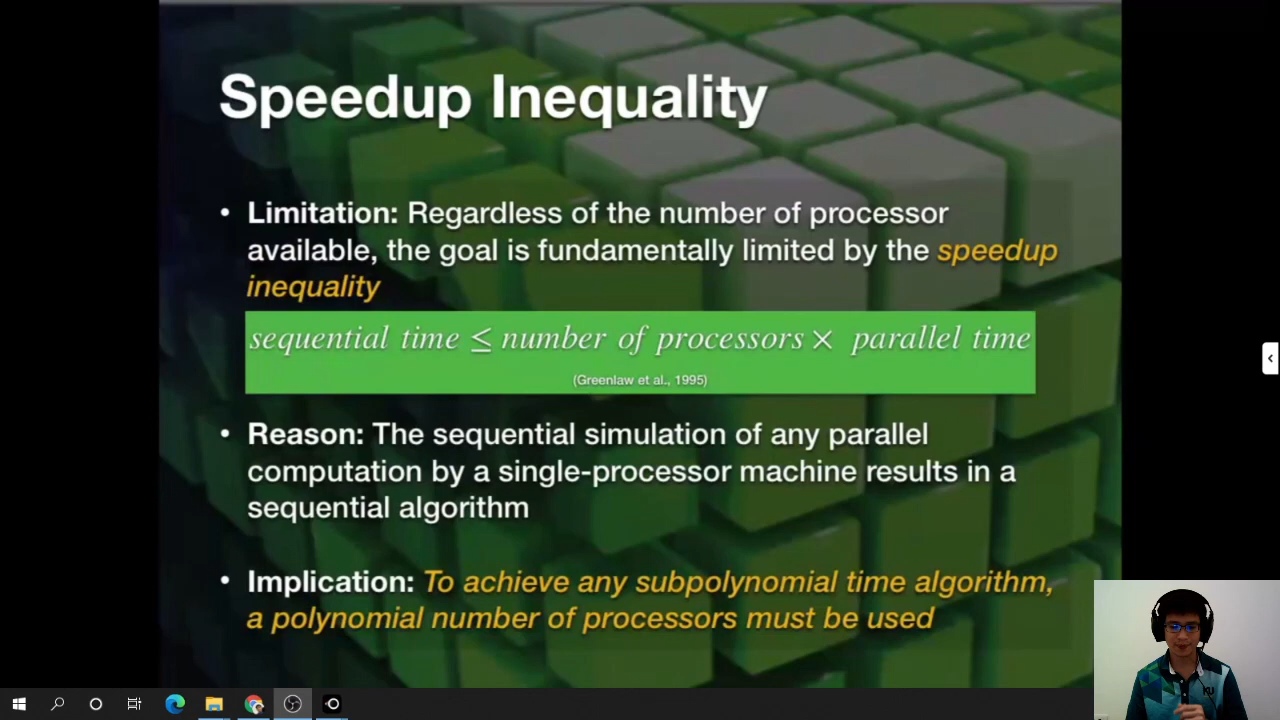 Speedup Inequality
• Limitation: Regardless of the number of processor
available, the goal is fundamentally limited by the speedup
inequality
sequential time ≤ number of processors × parallel time
(Greenlaw et al., 1995)
• Reason: The sequential simulation of any parallel
computation by a single-processor machine results in a
sequential algorithm
• Implication: To achieve any subpolynomial time algorithm,
a polynomial number of processors must be used
KU